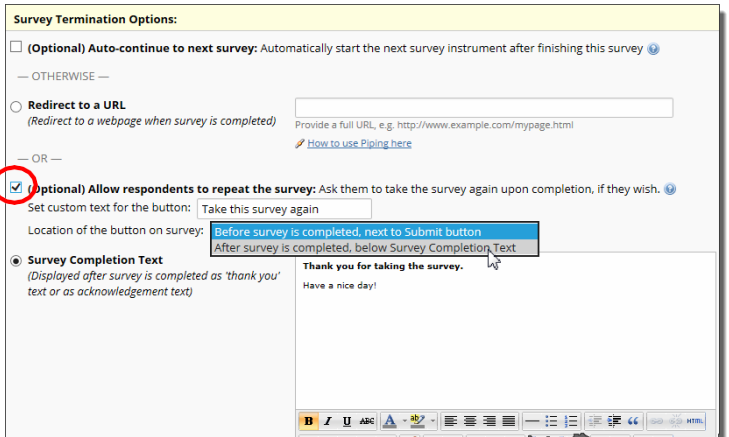 Survey Termination Options:
(Optional) Auto-continue to next survey: Automatically start the next survey instrument after finishing this survey
— OTHERWISE —
Redirect to a URL
(Redirect to a webpage when survey is completed)
Provide a full URL, e.g. http://www.example.com/mypage.html
How to use Piping here
— OR —
(Optional) Allow respondents to repeat the survey: Ask them to take the survey again upon completion, if they wish.
Set custom text for the button: Take this survey again
Location of the button on survey: Before survey is completed, next to Submit button
After survey is completed, below Survey Completion Text
Survey Completion Text
(Displayed after survey is completed as 'thank you'
text or as acknowledgement text)
Thank you for taking the survey.
Have a nice day!
B I U ABC A ab HTML